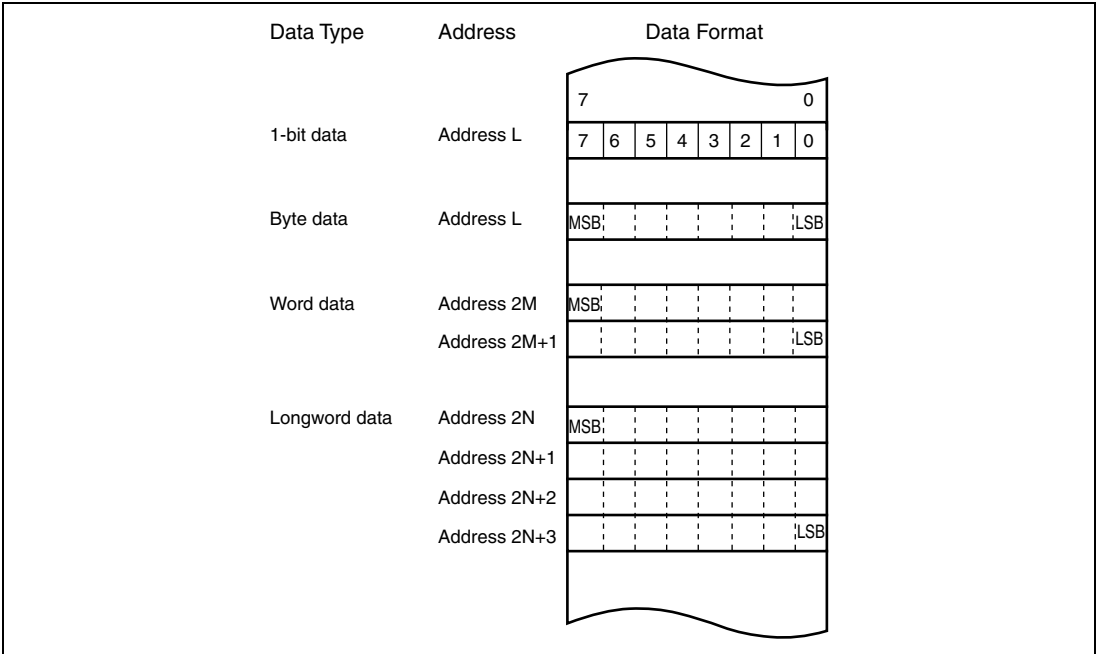 Data Type Address Data Format
7 0
1-bit data Address L 7 6 5 4 3 2 1 0
Byte data Address L MSB LSB
Word data Address 2M MSB
Address 2M+1 LSB
Longword data Address 2N MSB
Address 2N+1
Address 2N+2
Address 2N+3 LSB